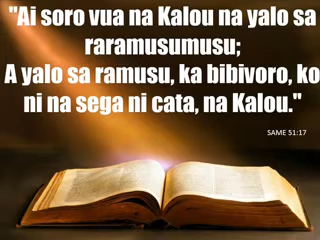 "Ai soro vua na Kalou na yalo sa
raramusumusu;
A yalo sa ramusu, ka bibivoro, ko
ni na sega ni cata, na Kalou."
SAME 51:17